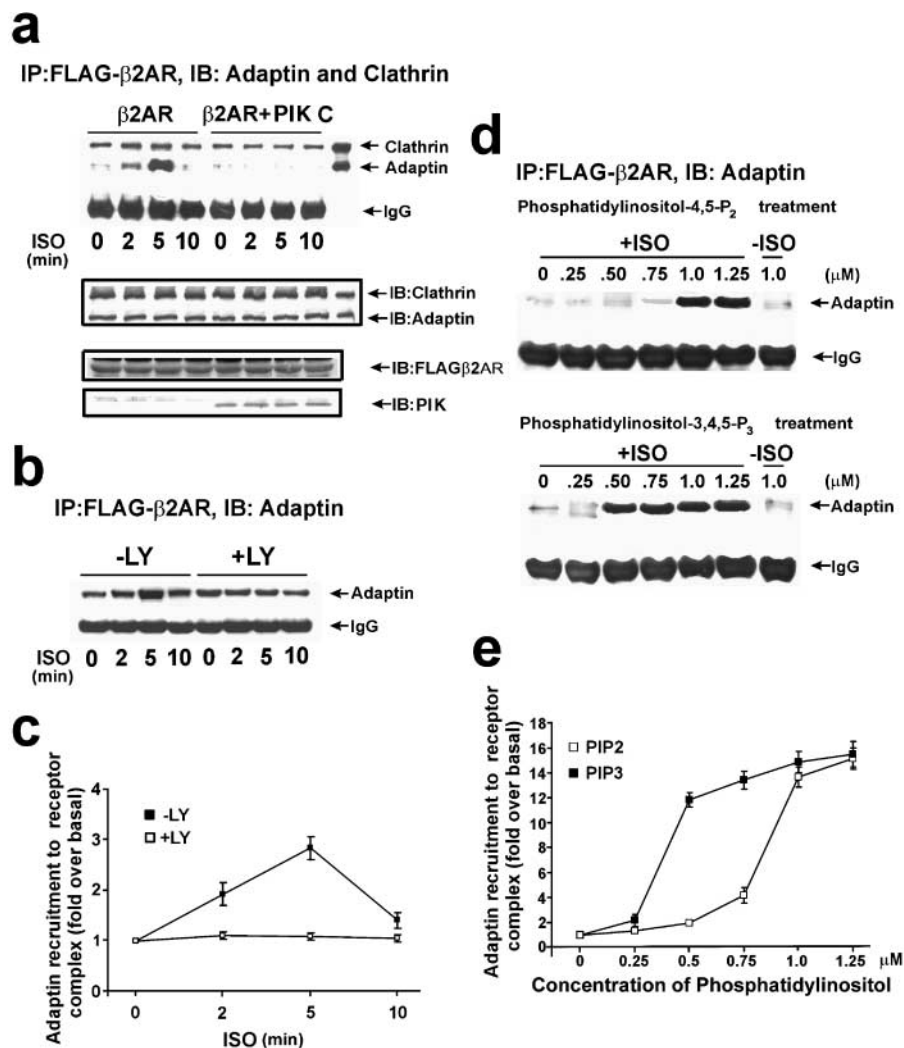 a
IP:FLAG-β2AR, IB: Adaptin and Clathrin
β2AR β2AR+PIK C
Clathrin
Adaptin
IgG
ISO (min) 0 2 5 10 0 2 5 10
IB:Clathrin
IB:Adaptin
IB:FLAGβ2AR
IB:PIK
b
IP:FLAG-β2AR, IB: Adaptin
-LY +LY
Adaptin
IgG
ISO (min) 0 2 5 10 0 2 5 10
c
Adaptin recruitment to receptor
complex (fold over basal)
4
3
2
1
0
-LY
+LY
0 2 5 10
ISO (min)
d
IP:FLAG-β2AR, IB: Adaptin
Phosphatidylinositol-4,5-P2 treatment
+ISO -ISO
0 .25 .50 .75 1.0 1.25 1.0 (μM)
Adaptin
IgG
Phosphatidylinositol-3,4,5-P3 treatment
+ISO -ISO
0 .25 .50 .75 1.0 1.25 1.0 (μM)
Adaptin
IgG
e
Adaptin recruitment to receptor
complex (fold over basal)
18
16
14
12
10
8
6
4
2
0
PIP2
PIP3
0 0.25 0.5 0.75 1.0 1.25 μM
Concentration of Phosphatidylinositol